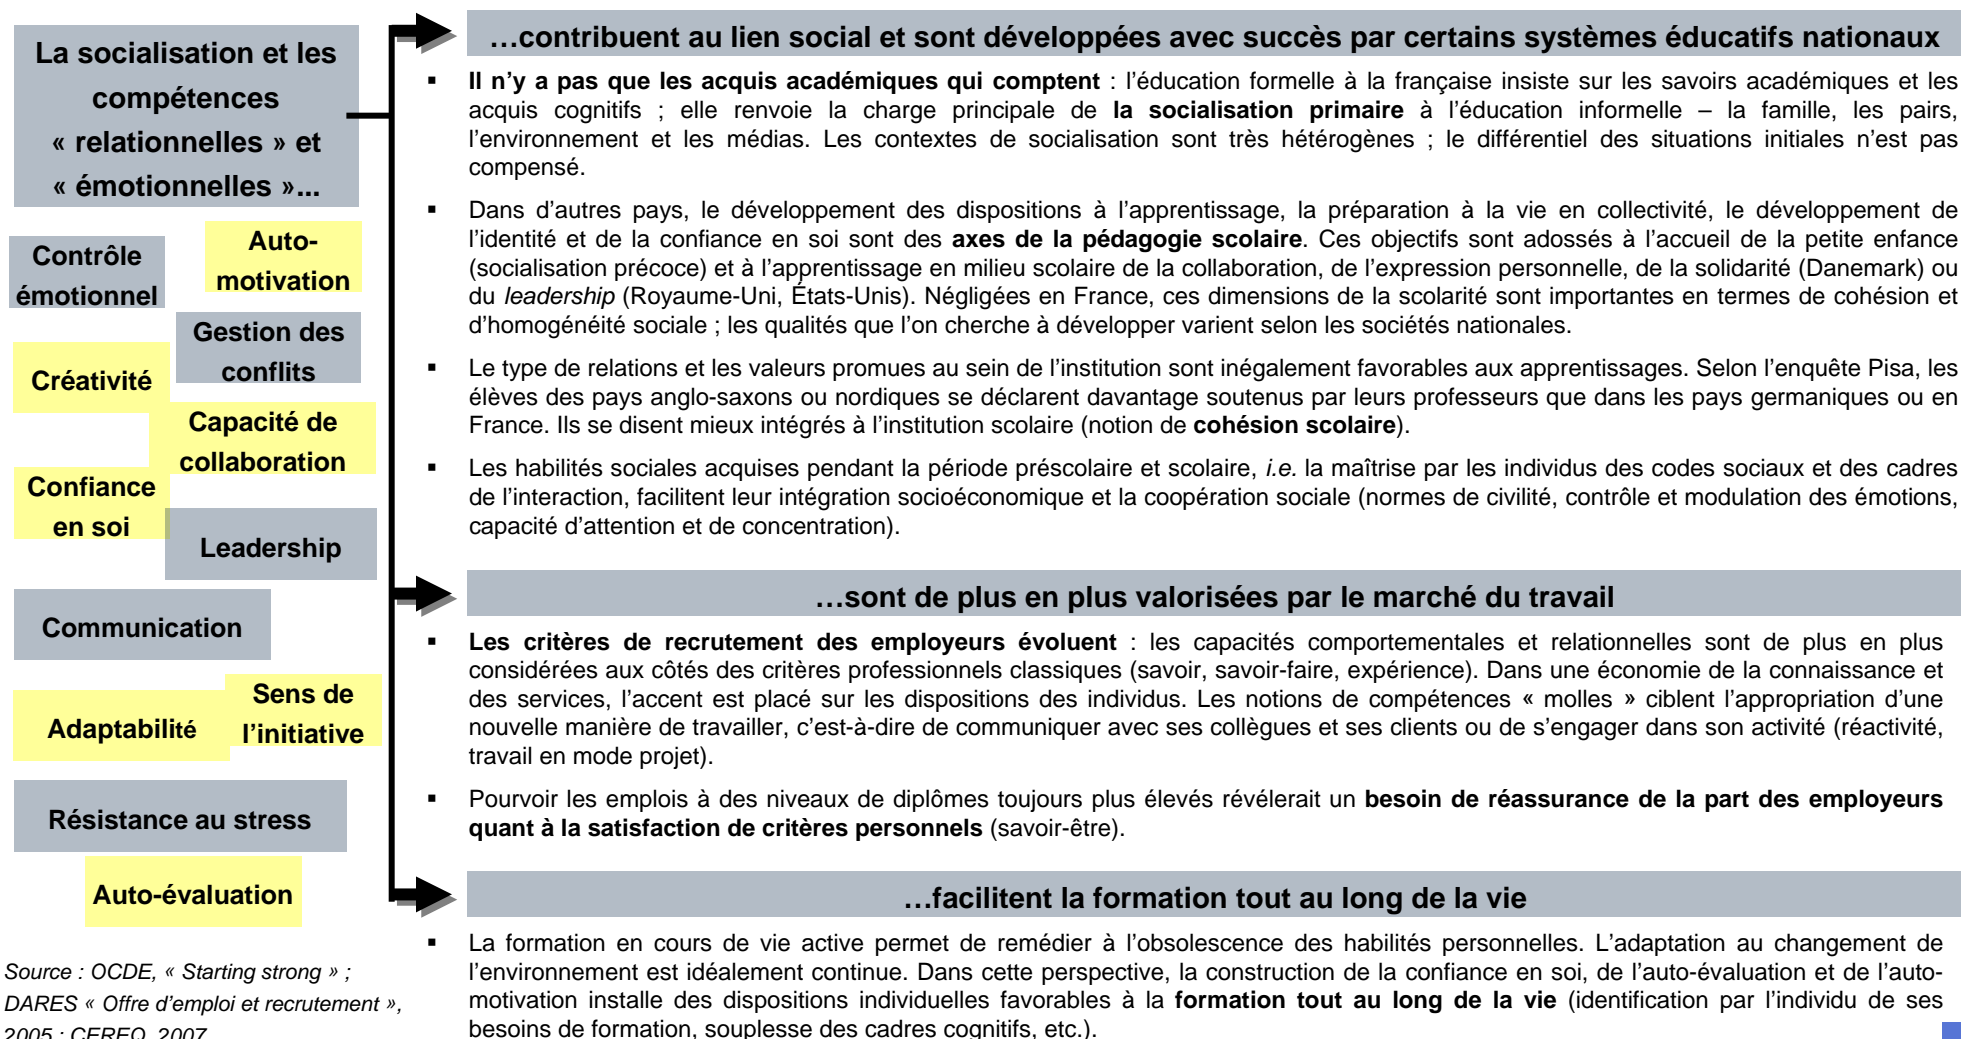 La socialisation et les
compétences
« relationnelles » et
« émotionnelles »...
Contrôle
émotionnel
Auto-
motivation
Gestion des
conflits
Créativité
Capacité de
collaboration
Confiance
en soi
Leadership
Communication
Sens de
l’initiative
Adaptabilité
Résistance au stress
Auto-évaluation
Source : OCDE, « Starting strong » ;
DARES « Offre d’emploi et recrutement »,
2005 ; CEREQ, 2007
…contribuent au lien social et sont développées avec succès par certains systèmes éducatifs nationaux
▪ Il n’y a pas que les acquis académiques qui comptent : l’éducation formelle à la française insiste sur les savoirs académiques et les
acquis cognitifs ; elle renvoie la charge principale de la socialisation primaire à l’éducation informelle – la famille, les pairs,
l’environnement et les médias. Les contextes de socialisation sont très hétérogènes ; le différentiel des situations initiales n’est pas
compensé.
▪ Dans d’autres pays, le développement des dispositions à l’apprentissage, la préparation à la vie en collectivité, le développement de
l’identité et de la confiance en soi sont des axes de la pédagogie scolaire. Ces objectifs sont adossés à l’accueil de la petite enfance
(socialisation précoce) et à l’apprentissage en milieu scolaire de la collaboration, de l’expression personnelle, de la solidarité (Danemark) ou
du leadership (Royaume-Uni, États-Unis). Négligées en France, ces dimensions de la scolarité sont importantes en termes de cohésion et
d’homogénéité sociale ; les qualités que l’on cherche à développer varient selon les sociétés nationales.
▪ Le type de relations et les valeurs promues au sein de l’institution sont inégalement favorables aux apprentissages. Selon l’enquête Pisa, les
élèves des pays anglo-saxons ou nordiques se déclarent davantage soutenus par leurs professeurs que dans les pays germaniques ou en
France. Ils se disent mieux intégrés à l’institution scolaire (notion de cohésion scolaire).
▪ Les habilités sociales acquises pendant la période préscolaire et scolaire, i.e. la maîtrise par les individus des codes sociaux et des cadres
de l’interaction, facilitent leur intégration socioéconomique et la coopération sociale (normes de civilité, contrôle et modulation des émotions,
capacité d’attention et de concentration).
…sont de plus en plus valorisées par le marché du travail
▪ Les critères de recrutement des employeurs évoluent : les capacités comportementales et relationnelles sont de plus en plus
considérées aux côtés des critères professionnels classiques (savoir, savoir-faire, expérience). Dans une économie de la connaissance et
des services, l’accent est placé sur les dispositions des individus. Les notions de compétences « molles » ciblent l’appropriation d’une
nouvelle manière de travailler, c’est-à-dire de communiquer avec ses collègues et ses clients ou de s’engager dans son activité (réactivité,
travail en mode projet).
▪ Pourvoir les emplois à des niveaux de diplômes toujours plus élevés révélerait un besoin de réassurance de la part des employeurs
quant à la satisfaction de critères personnels (savoir-être).
…facilitent la formation tout au long de la vie
▪ La formation en cours de vie active permet de remédier à l’obsolescence des habilités personnelles. L’adaptation au changement de
l’environnement est idéalement continue. Dans cette perspective, la construction de la confiance en soi, de l’auto-évaluation et de l’auto-
motivation installe des dispositions individuelles favorables à la formation tout au long de la vie (identification par l’individu de ses
besoins de formation, souplesse des cadres cognitifs, etc.).